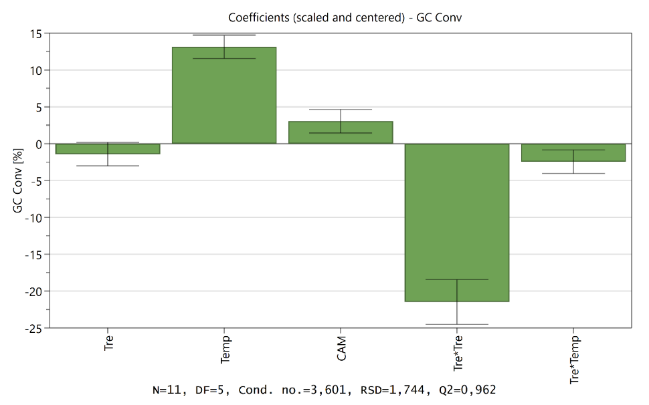 Coefficients (scaled and centered) - GC Conv
15
10
5
0
-5
-10
-15
-20
-25
GC Conv [%]
Tre
Temp
CAM
Tre*Tre
Tre*Temp
N=11, DF=5, Cond. no.=3,601, RSD=1,744, Q2=0,962